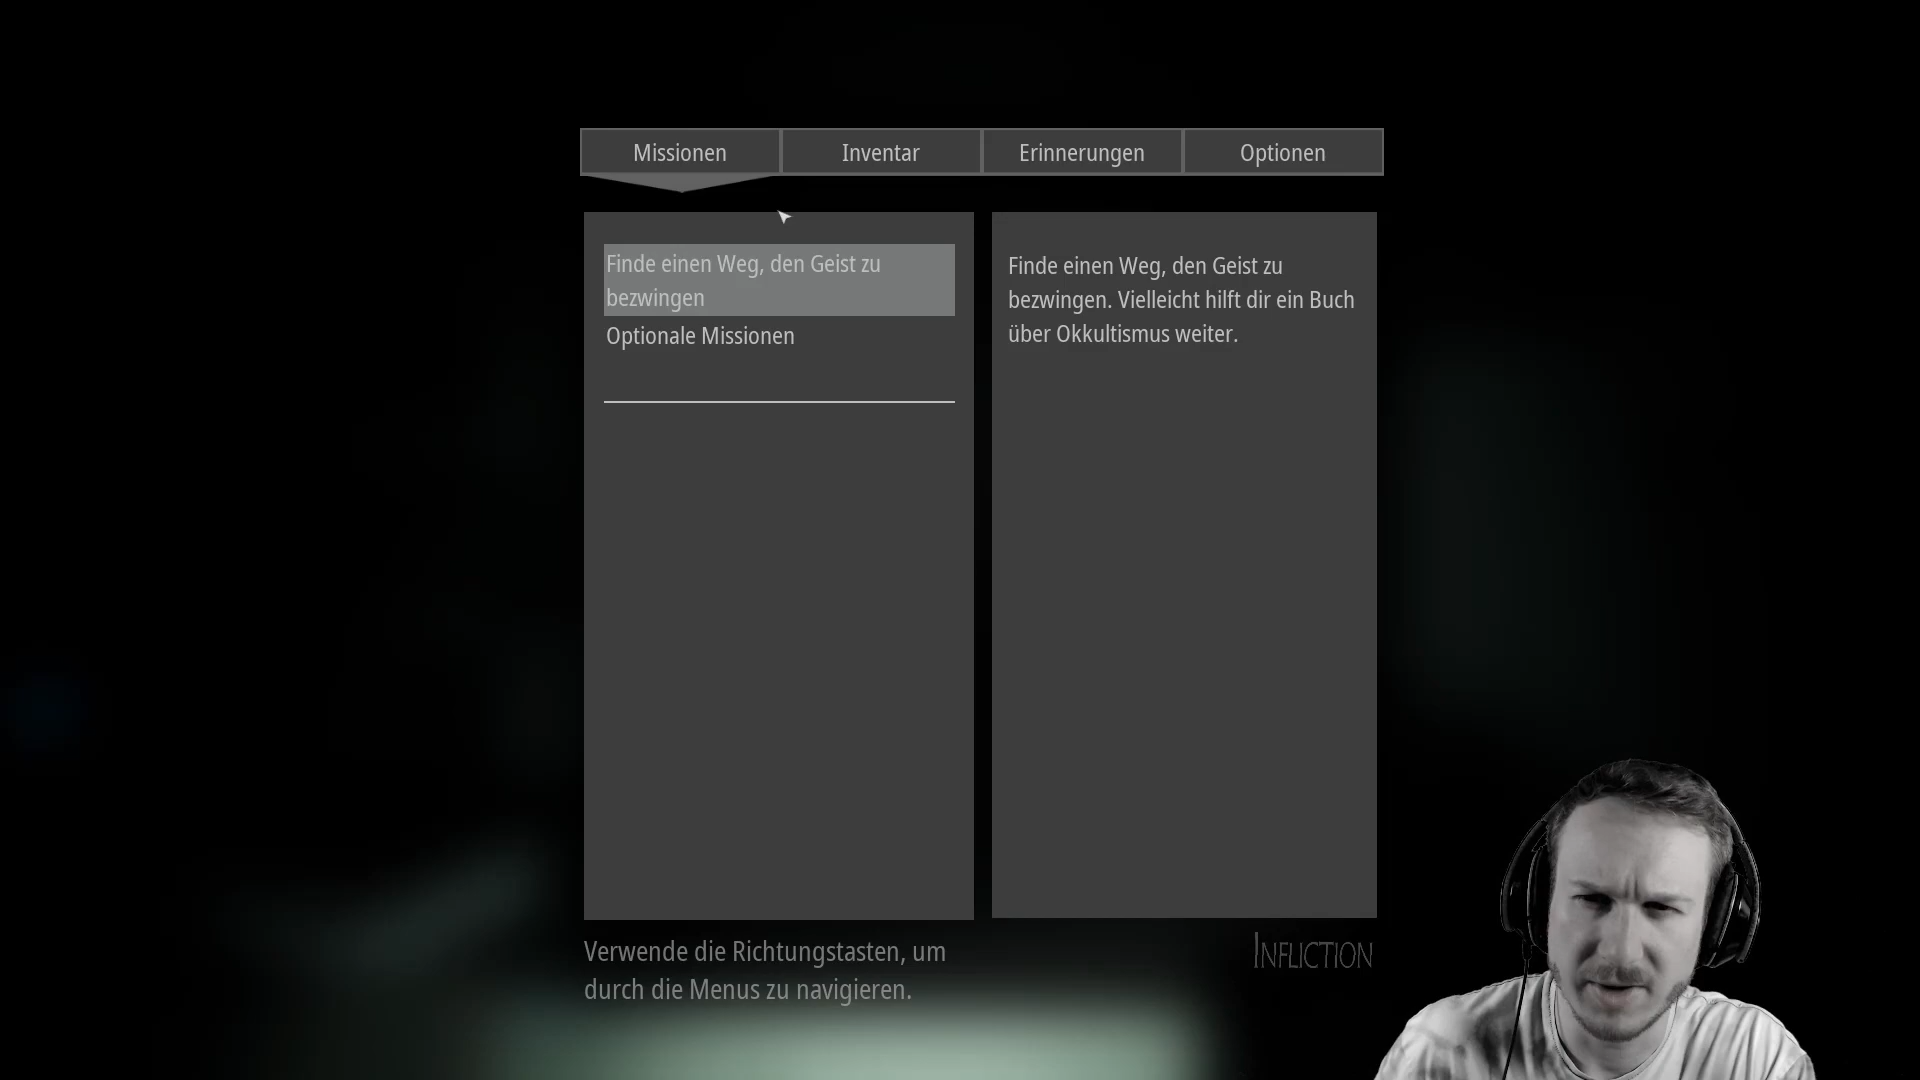 Missionen
Inventar
Erinnerungen
Optionen
Finde einen Weg, den Geist zu
bezwingen
Optionale Missionen
Finde einen Weg, den Geist zu
bezwingen. Vielleicht hilft dir ein Buch
über Okkultismus weiter.
Verwende die Richtungstasten, um
durch die Menus zu navigieren.
INFLICTION